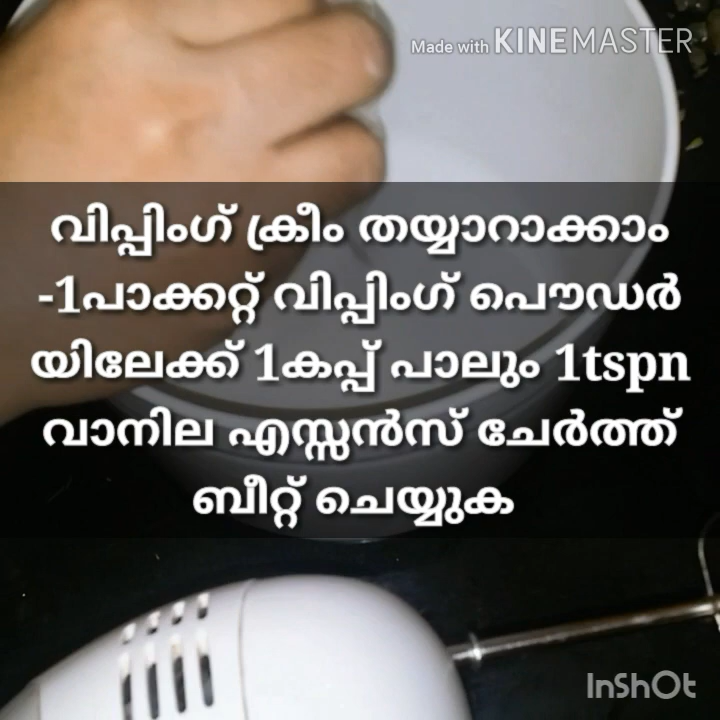 Made with KINEMASTER
വിപ്പിംഗ് ക്രീം തയ്യാറാക്കാം
-1പാക്കറ്റ് വിപ്പിംഗ് പൌഡർ
യിലേക്ക് 1കപ്പ് പാലും 1tspn
വാനില എസ്സൻസ് ചേർത്ത്
ബീറ്റ് ചെയ്യുക
InShOt